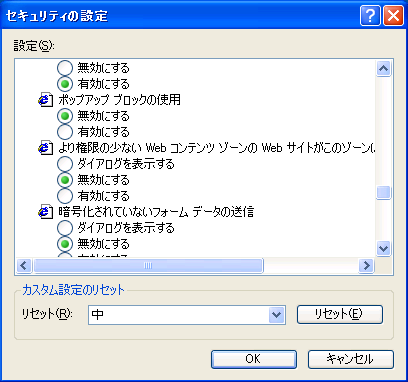 セキュリティの設定
設定(S):
無効にする
有効にする
ポップアップ ブロックの使用
無効にする
有効にする
より権限の少ない Web コンテンツ ゾーンの Web サイトがこのゾーンに
ダイアログを表示する
無効にする
有効にする
暗号化されていないフォーム データの送信
ダイアログを表示する
無効にする
カスタム設定のリセット
リセット(R): 中 リセット(E)
OK キャンセル